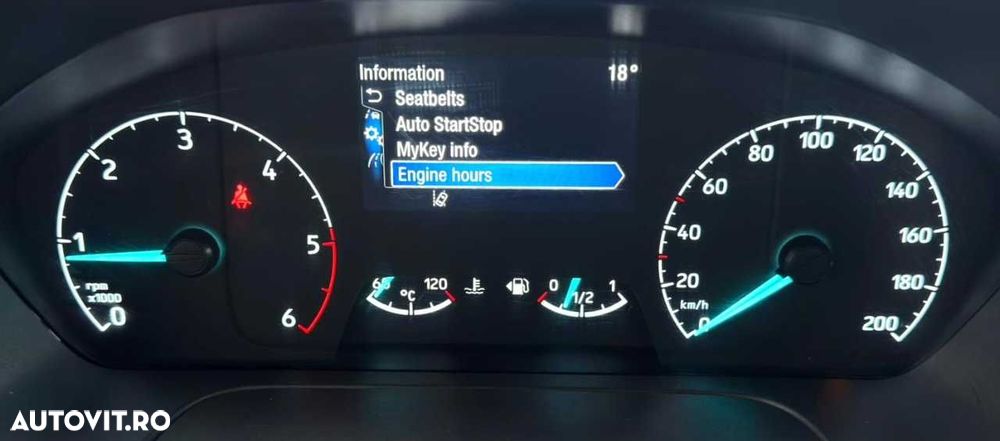 Information 18°
Seatbelts
Auto StartStop
MyKey info
Engine hours
0 1 2 3 4 5 6
rpm
x1000
60 120
°C
0 1/2 1
0 20 40 60 80 100 120 140 160 180 200
km/h
AUTOVIT.RO